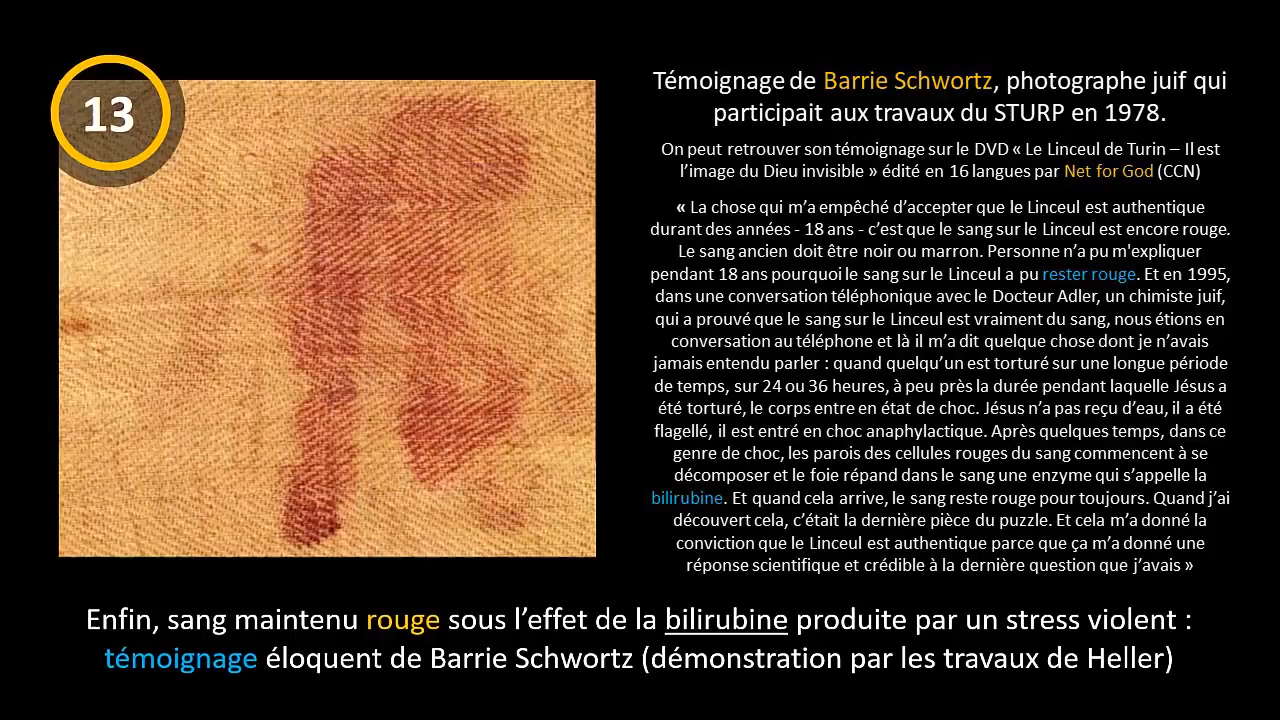 13
Témoignage de Barrie Schwortz, photographe juif qui
participait aux travaux du STURP en 1978.
On peut retrouver son témoignage sur le DVD « Le Linceul de Turin – Il est
l’image du Dieu invisible » édité en 16 langues par Net for God (CCN)
« La chose qui m’a empêché d’accepter que le Linceul est authentique
durant des années - 18 ans - c’est que le sang sur le Linceul est encore rouge.
Le sang ancien doit être noir ou marron. Personne n’a pu m'expliquer
pendant 18 ans pourquoi le sang sur le Linceul a pu rester rouge. Et en 1995,
dans une conversation téléphonique avec le Docteur Adler, un chimiste juif,
qui a prouvé que le sang sur le Linceul est vraiment du sang, nous étions en
conversation au téléphone et là il m’a dit quelque chose dont je n’avais
jamais entendu parler : quand quelqu’un est torturé sur une longue période
de temps, sur 24 ou 36 heures, à peu près la durée pendant laquelle Jésus a
été torturé, le corps entre en état de choc. Jésus n’a pas reçu d’eau, il a été
flagellé, il est entré en choc anaphylactique. Après quelques temps, dans ce
genre de choc, les parois des cellules rouges du sang commencent à se
décomposer et le foie répand dans le sang une enzyme qui s’appelle la
bilirubine. Et quand cela arrive, le sang reste rouge pour toujours. Quand j’ai
découvert cela, c’était la dernière pièce du puzzle. Et cela m’a donné la
conviction que le Linceul est authentique parce que ça m’a donné une
réponse scientifique et crédible à la dernière question que j’avais »
Enfin, sang maintenu rouge sous l’effet de la bilirubine produite par un stress violent :
témoignage éloquent de Barrie Schwortz (démonstration par les travaux de Heller)